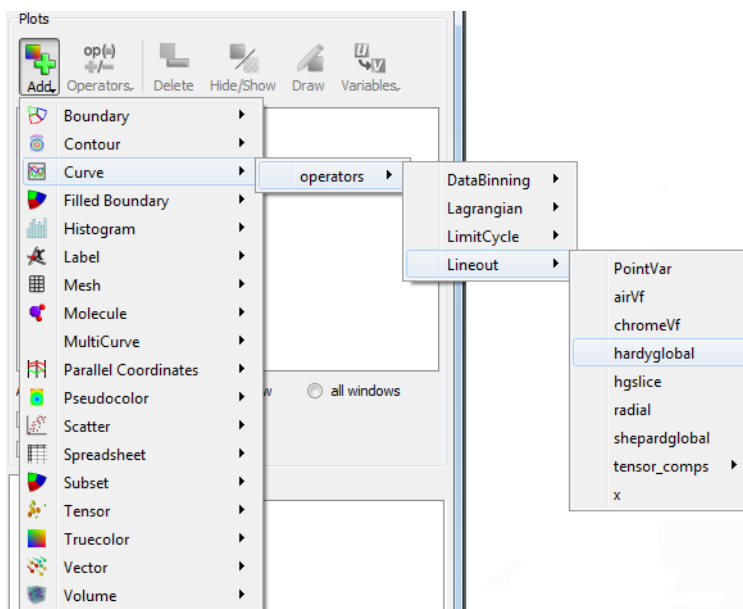 Plots
op(=)
+/-
Add
Operators
Delete
Hide/Show
Draw
Variables
Boundary
Contour
Curve
Filled Boundary
Histogram
Label
Mesh
Molecule
MultiCurve
Parallel Coordinates
Pseudocolor
Scatter
Spreadsheet
Subset
Tensor
Truecolor
Vector
Volume
operators
DataBinning
Lagrangian
LimitCycle
Lineout
PointVar
airVf
chromeVf
hardyglobal
hgslice
radial
shepardglobal
tensor_comps
x
all windows